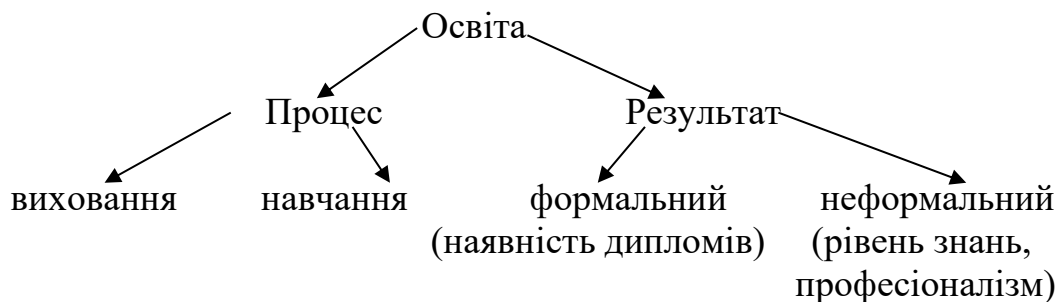 Освіта
Процес Результат
виховання навчання формальний неформальний
(наявність дипломів) (рівень знань,
професіоналізм)